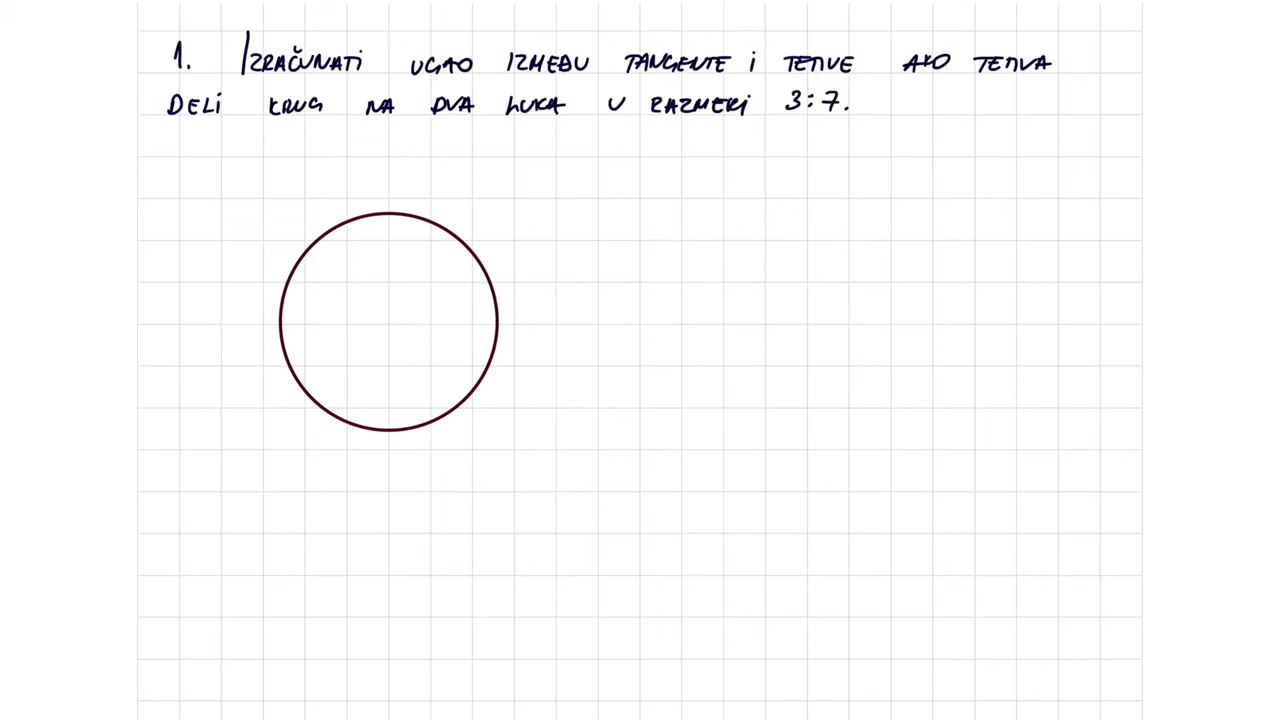 1. IZRAČUNATI UGAO IZMEĐU TANGENTE I TETIVE AKO TETIVA
DELI KRUG NA DVA LUKA U RAZMERI 3:7.